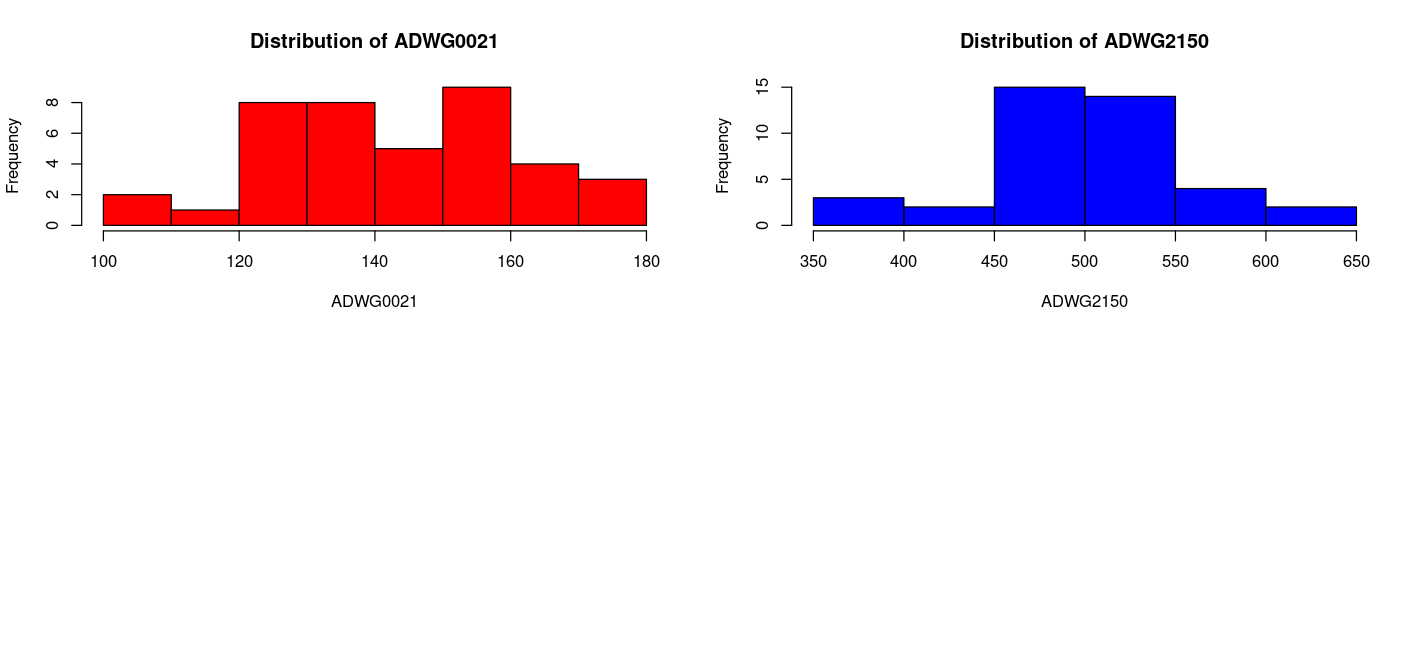 Distribution of ADWG0021
Frequency
0
2
4
6
8
100 120 140 160 180
ADWG0021
Distribution of ADWG2150
Frequency
0
5
10
15
350 400 450 500 550 600 650
ADWG2150